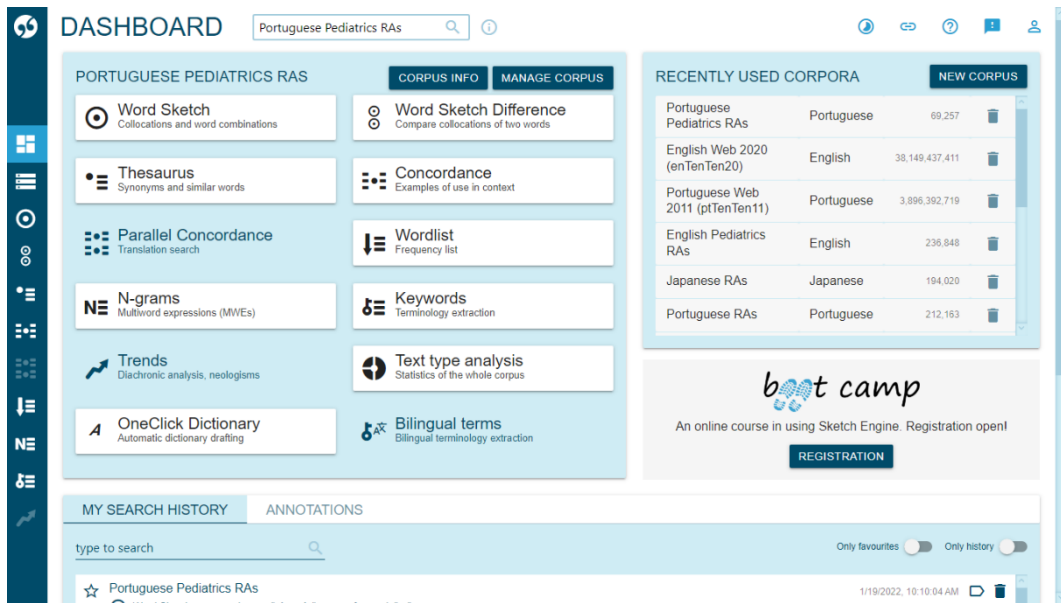 DASHBOARD
Portuguese Pediatrics RAs
PORTUGUESE PEDIATRICS RAS
CORPUS INFO
MANAGE CORPUS
Word Sketch
Collocations and word combinations
Word Sketch Difference
Compare collocations of two words
Thesaurus
Synonyms and similar words
Concordance
Examples of use in context
Parallel Concordance
Translation search
Wordlist
Frequency list
N-grams
Multiword expressions (MWEs)
Keywords
Terminology extraction
Trends
Diachronic analysis, neologisms
Text type analysis
Statistics of the whole corpus
OneClick Dictionary
Automatic dictionary drafting
Bilingual terms
Bilingual terminology extraction
RECENTLY USED CORPORA
NEW CORPUS
Portuguese
Pediatrics RAs
Portuguese
69,257
English Web 2020
(enTenTen20)
English
38,149,437,411
Portuguese Web
2011 (ptTenTen11)
Portuguese
3,896,392,719
English Pediatrics
RAs
English
236,848
Japanese RAs
Japanese
194,020
Portuguese RAs
Portuguese
212,163
boot camp
An online course in using Sketch Engine. Registration open!
REGISTRATION
MY SEARCH HISTORY
ANNOTATIONS
type to search
Only favourites
Only history
Portuguese Pediatrics RAs
1/19/2022, 10:10:04 AM